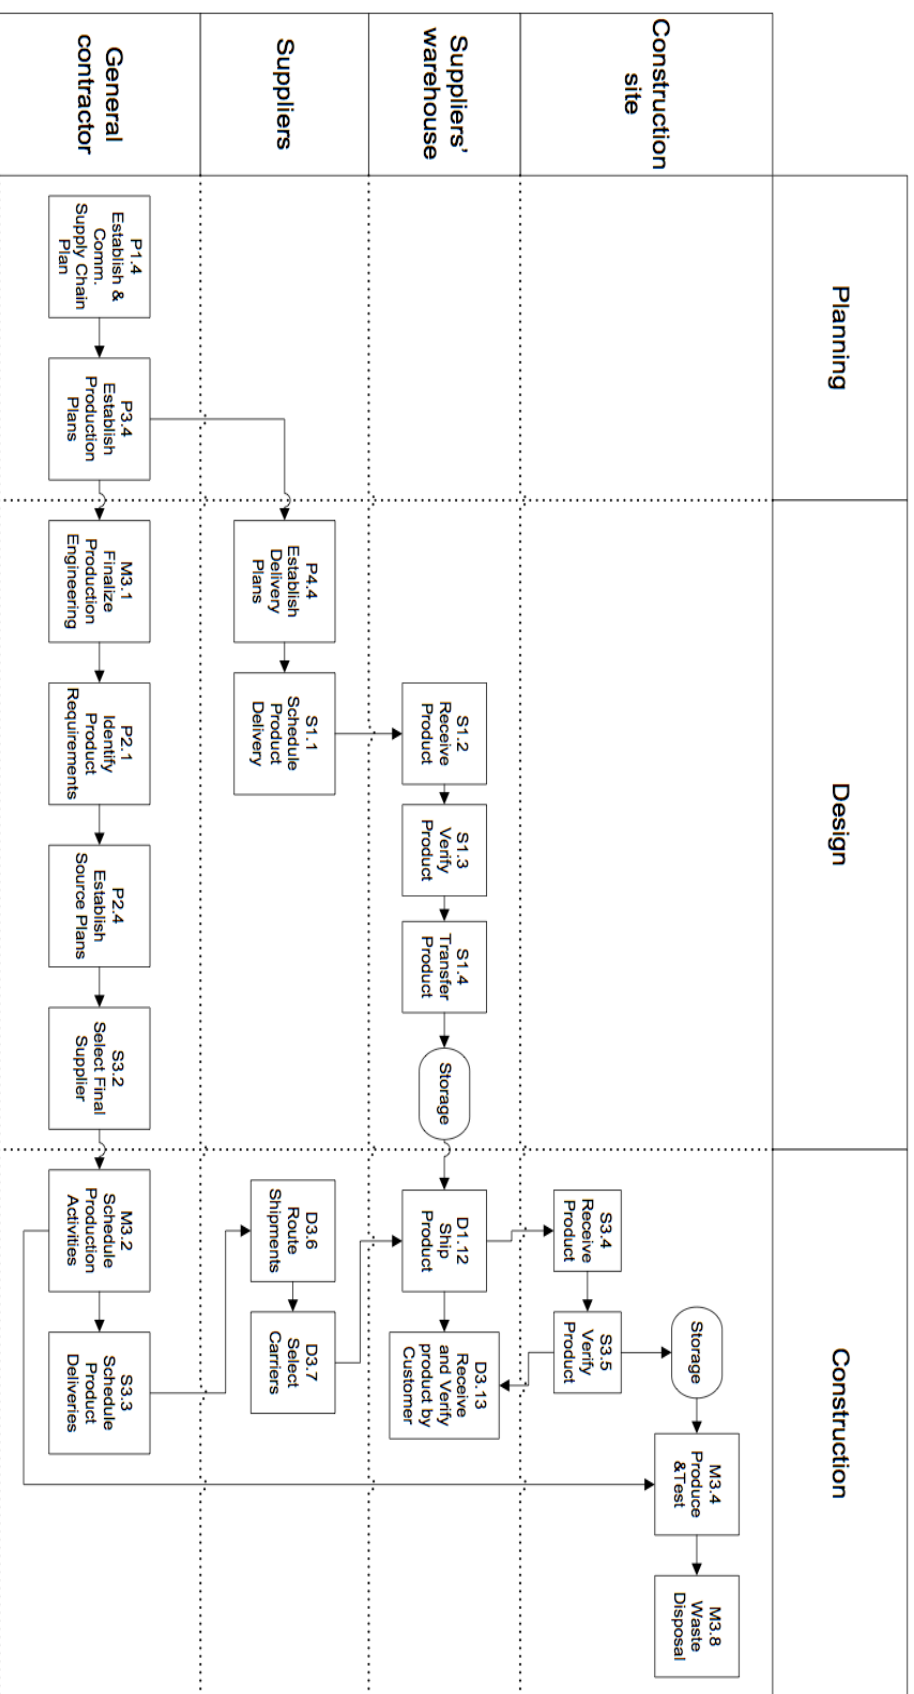 Planning
Design
Construction
Construction
site
S3.4
Receive
Product
S3.5
Verify
Product
Storage
M3.4
Produce
&Test
M3.8
Waste
Disposal
Suppliers’
warehouse
S1.2
Receive
Product
S1.3
Verify
Product
S1.4
Transfer
Product
Storage
D1.12
Ship
Product
D3.13
Receive
and Verify
product by
Customer
Suppliers
P4.4
Establish
Delivery
Plans
S1.1
Schedule
Product
Delivery
D3.6
Route
Shipments
D3.7
Select
Carriers
General
contractor
P1.4
Establish &
Comm.
Supply Chain
Plan
P3.4
Establish
Production
Plans
M3.1
Finalize
Production
Engineering
P2.1
Identify
Product
Requirements
P2.4
Establish
Source Plans
S3.2
Select Final
Supplier
M3.2
Schedule
Production
Activities
S3.3
Schedule
Product
Deliveries